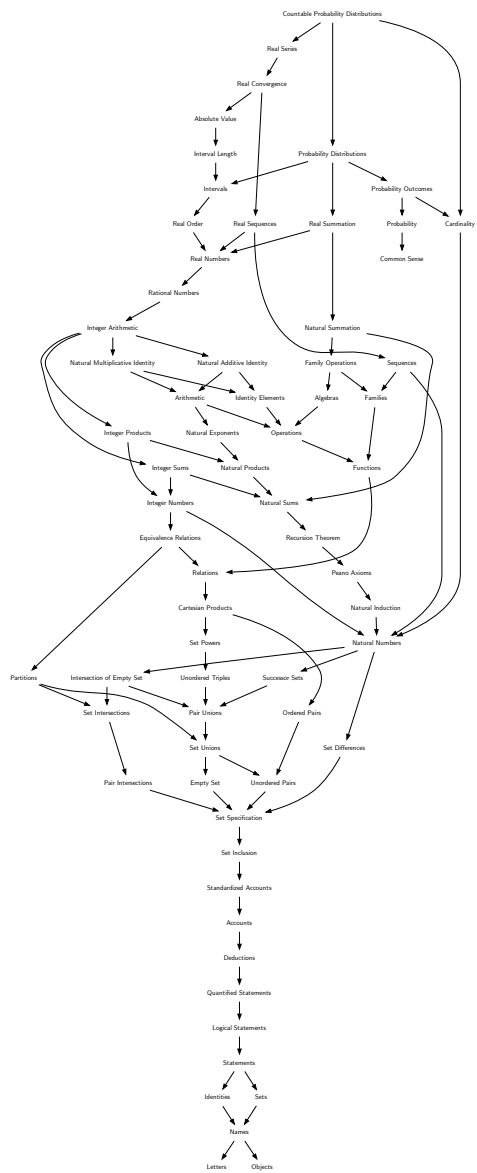 Countable Probability Distributions
Real Series
Real Convergence
Absolute Value
Interval Length
Probability Distributions
Intervals
Probability Outcomes
Real Order
Real Sequences
Real Summation
Probability
Cardinality
Real Numbers
Common Sense
Rational Numbers
Integer Arithmetic
Natural Summation
Natural Multiplicative Identity
Natural Additive Identity
Family Operations
Sequences
Arithmetic
Identity Elements
Algebras
Families
Integer Products
Natural Exponents
Operations
Integer Sums
Natural Products
Functions
Integer Numbers
Natural Sums
Equivalence Relations
Recursion Theorem
Relations
Peano Axioms
Cartesian Products
Natural Induction
Set Powers
Natural Numbers
Partitions
Intersection of Empty Set
Unordered Triples
Successor Sets
Set Intersections
Pair Unions
Ordered Pairs
Set Unions
Set Differences
Pair Intersections
Empty Set
Unordered Pairs
Set Specification
Set Inclusion
Standardized Accounts
Accounts
Deductions
Quantified Statements
Logical Statements
Statements
Identities
Sets
Names
Letters
Objects